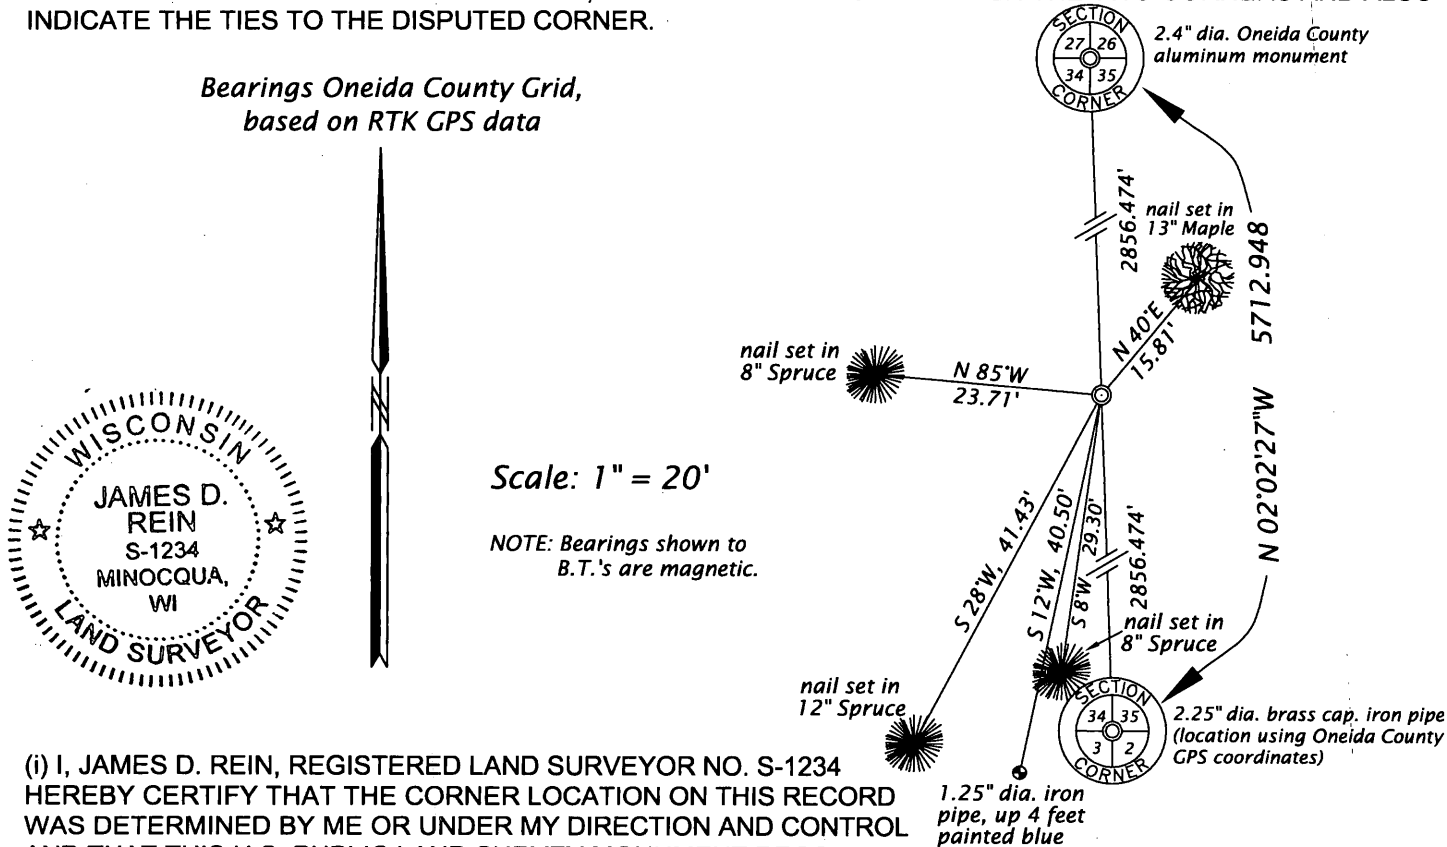 INDICATE THE TIES TO THE DISPUTED CORNER.
Bearings Oneida County Grid,
based on RTK GPS data
SECTION
27 26
34 35
CORNER
2.4" dia. Oneida County
aluminum monument
2856.474'
nail set in
13" Maple
5712.948
N 02°02'27"W
N 40°E
15.81'
nail set in
8" Spruce
N 85°W
23.71'
WISCONSIN
JAMES D.
REIN
S-1234
MINOCQUA,
WI
LAND SURVEYOR
Scale: 1" = 20'
NOTE: Bearings shown to
B.T.'s are magnetic.
S 28°W, 41.43'
S 12°W, 40.50'
S 8°W 29.30'
2856.474'
nail set in
8" Spruce
nail set in
12" Spruce
SECTION
34 35
3 2
CORNER
2.25" dia. brass cap. iron pipe
(location using Oneida County
GPS coordinates)
1.25" dia. iron
pipe, up 4 feet
painted blue
(i) I, JAMES D. REIN, REGISTERED LAND SURVEYOR NO. S-1234
HEREBY CERTIFY THAT THE CORNER LOCATION ON THIS RECORD
WAS DETERMINED BY ME OR UNDER MY DIRECTION AND CONTROL